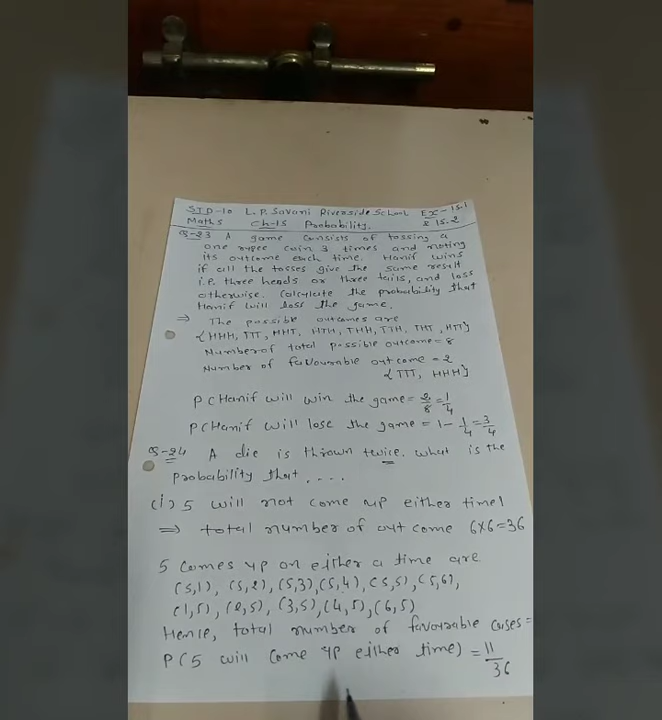 STD-10 L.P. Savani Riverside School Ex-15.1
Maths Ch-15 Probability. & 15.2
Q-23 A game consists of tossing a
one rupee coin 3 times and noting
its outcome each time. Hanif wins
if all the tosses give the same result
i.e. three heads or three tails, and loss
otherwise. Calculate the probability that
Hanif will loss the game.
⇒ The possible outcomes are
{HHH, TTT, HHT, HTH, THH, TTH, THT, HTT}
Number of total possible outcome = 8
Number of favourable outcome = 2
{TTT, HHH}
P(Hanif will win the game = 2/8 = 1/4
P(Hanif will lose the game = 1 - 1/4 = 3/4
Q-24 A die is thrown twice. what is the
probability that ....
(i) 5 will not come up either time!
⇒ total number of out come 6x6=36
5 comes up on either a time are
(5,1), (5,2), (5,3), (5,4), (5,5), (5,6),
(1,5), (2,5), (3,5), (4,5), (6,5)
Hence, total number of favourable cases =
P(5 will come up either time) = 11/36